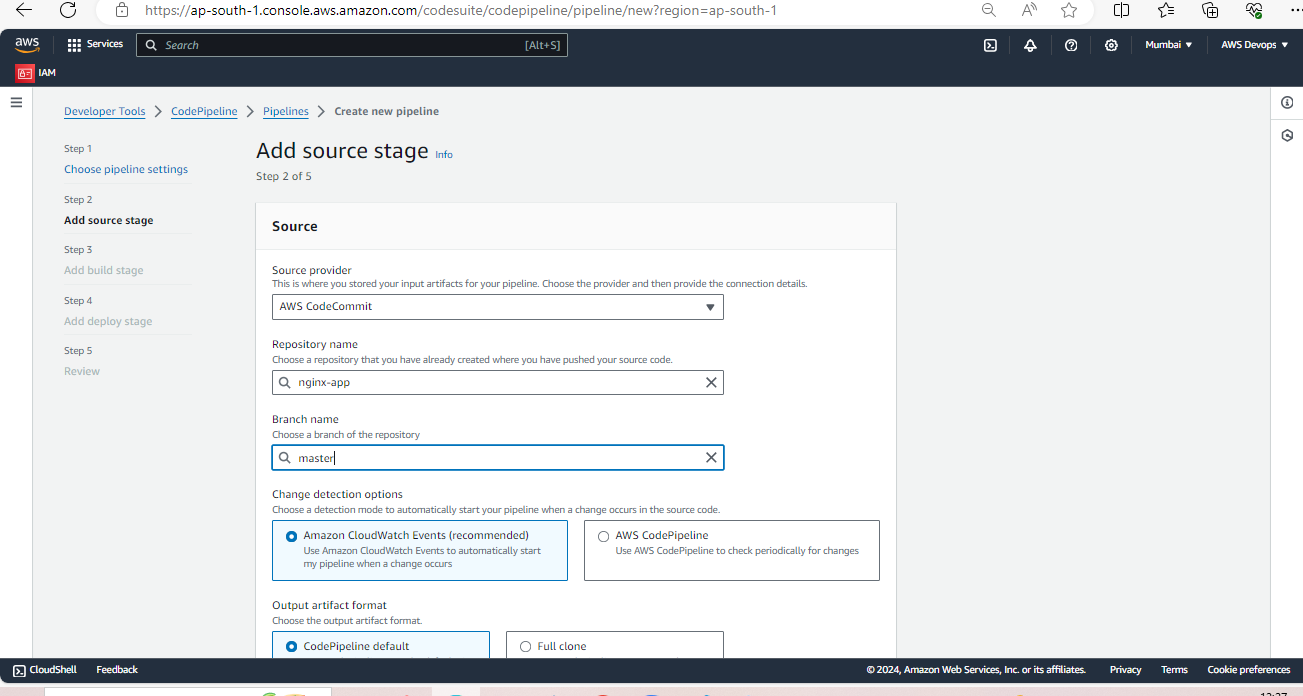 https://ap-south-1.console.aws.amazon.com/codesuite/codepipeline/pipeline/new?region=ap-south-1
aws
Services
Search
[Alt+S]
Mumbai
AWS Devops
IAM
Developer Tools
CodePipeline
Pipelines
Create new pipeline
Step 1
Choose pipeline settings
Step 2
Add source stage
Step 3
Add build stage
Step 4
Add deploy stage
Step 5
Review
Add source stage Info
Step 2 of 5
Source
Source provider
This is where you stored your input artifacts for your pipeline. Choose the provider and then provide the connection details.
AWS CodeCommit
Repository name
Choose a repository that you have already created where you have pushed your source code.
nginx-app
Branch name
Choose a branch of the repository
master
Change detection options
Choose a detection mode to automatically start your pipeline when a change occurs in the source code.
Amazon CloudWatch Events (recommended)
Use Amazon CloudWatch Events to automatically start
my pipeline when a change occurs
AWS CodePipeline
Use AWS CodePipeline to check periodically for changes
Output artifact format
Choose the output artifact format.
CodePipeline default
Full clone
CloudShell
Feedback
© 2024, Amazon Web Services, Inc. or its affiliates.
Privacy
Terms
Cookie preferences